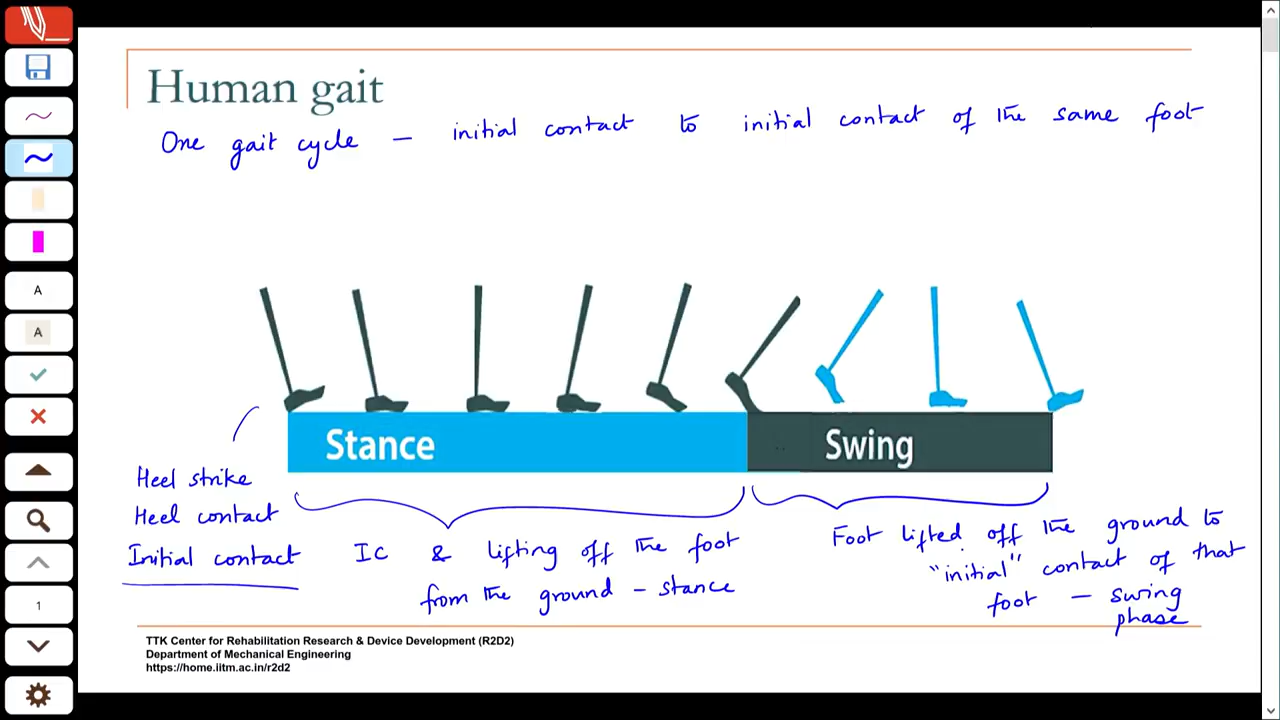 Human gait
One gait cycle – initial contact to initial contact of the same foot
Stance
Swing
Heel strike
Heel contact
Initial contact
IC & lifting off the foot
from the ground – stance
Foot lifted off the ground to
"initial" contact of that
foot – swing
phase
TTK Center for Rehabilitation Research & Device Development (R2D2)
Department of Mechanical Engineering
https://home.iitm.ac.in/r2d2
A
A
1